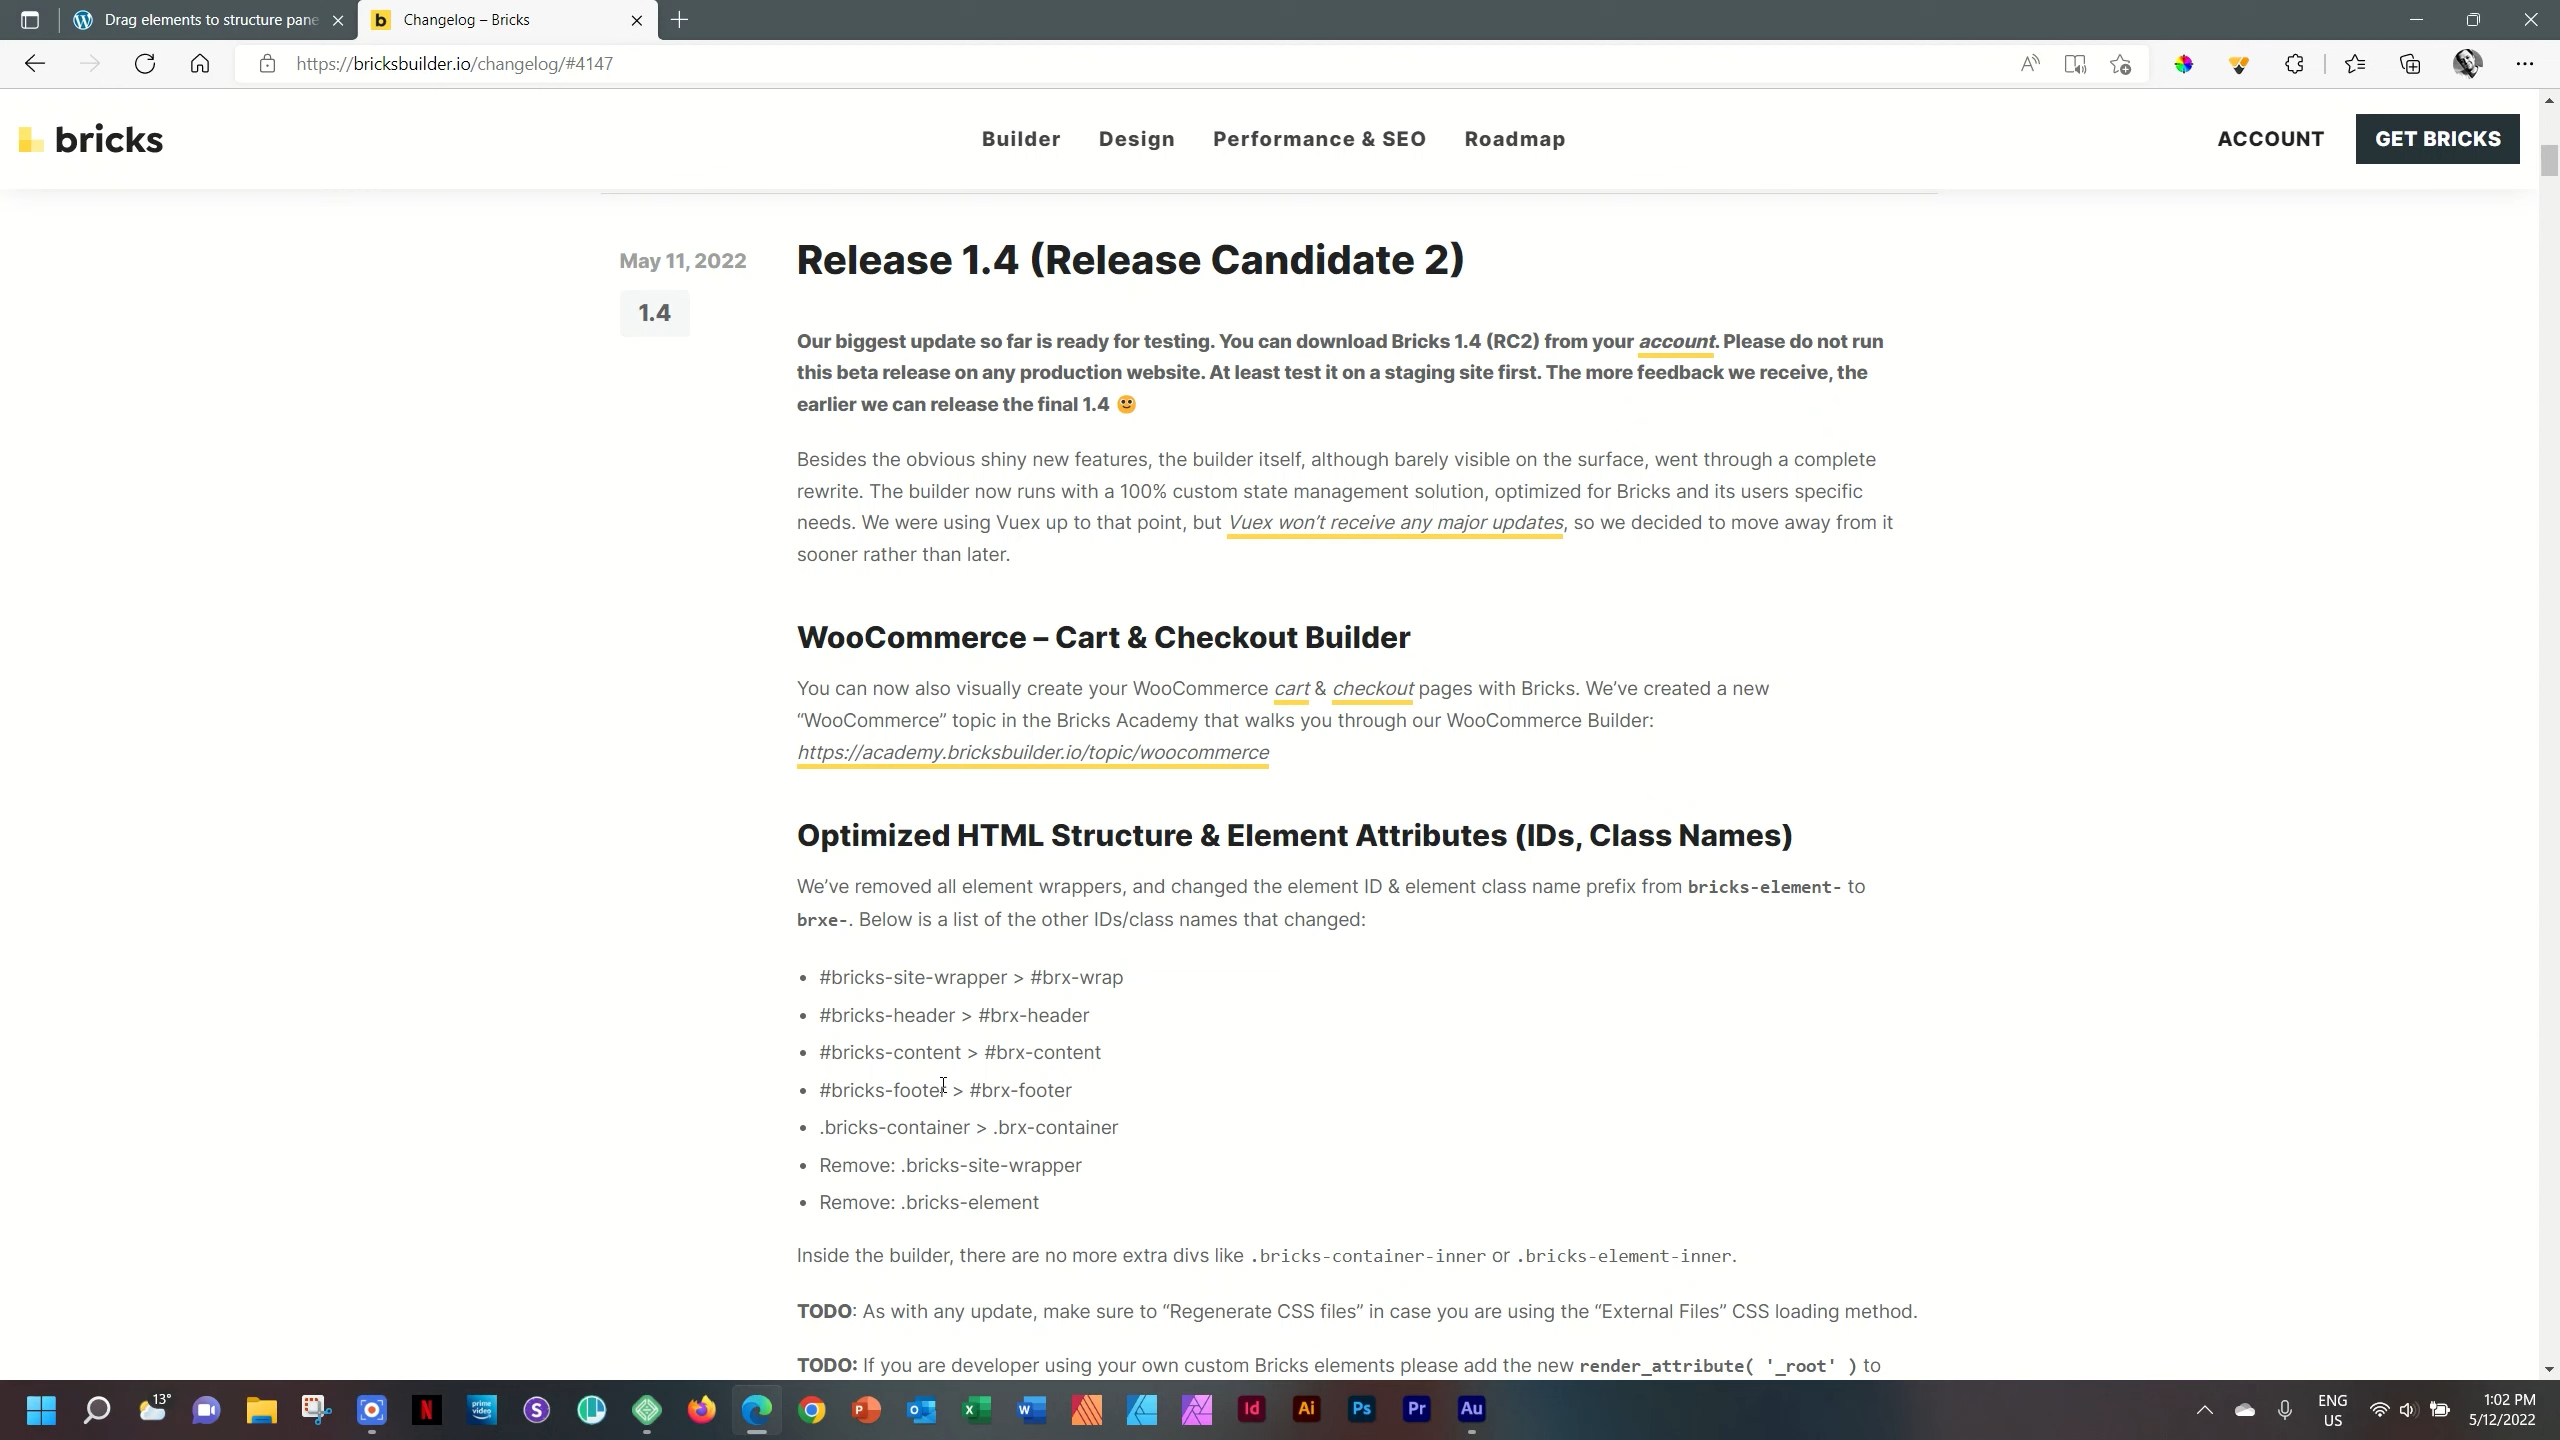 Drag elements to structure pane
Changelog – Bricks
https://bricksbuilder.io/changelog/#4147
bricks
Builder
Design
Performance & SEO
Roadmap
ACCOUNT
GET BRICKS
May 11, 2022
1.4
Release 1.4 (Release Candidate 2)
Our biggest update so far is ready for testing. You can download Bricks 1.4 (RC2) from your account. Please do not run
this beta release on any production website. At least test it on a staging site first. The more feedback we receive, the
earlier we can release the final 1.4 🙂
Besides the obvious shiny new features, the builder itself, although barely visible on the surface, went through a complete
rewrite. The builder now runs with a 100% custom state management solution, optimized for Bricks and its users specific
needs. We were using Vuex up to that point, but Vuex won’t receive any major updates, so we decided to move away from it
sooner rather than later.
WooCommerce – Cart & Checkout Builder
You can now also visually create your WooCommerce cart & checkout pages with Bricks. We’ve created a new
“WooCommerce” topic in the Bricks Academy that walks you through our WooCommerce Builder:
https://academy.bricksbuilder.io/topic/woocommerce
Optimized HTML Structure & Element Attributes (IDs, Class Names)
We’ve removed all element wrappers, and changed the element ID & element class name prefix from bricks-element- to
brxe-. Below is a list of the other IDs/class names that changed:
• #bricks-site-wrapper > #brx-wrap
• #bricks-header > #brx-header
• #bricks-content > #brx-content
• #bricks-footer > #brx-footer
• .bricks-container > .brx-container
• Remove: .bricks-site-wrapper
• Remove: .bricks-element
Inside the builder, there are no more extra divs like .bricks-container-inner or .bricks-element-inner.
TODO: As with any update, make sure to “Regenerate CSS files” in case you are using the “External Files” CSS loading method.
TODO: If you are developer using your own custom Bricks elements please add the new render_attribute( '_root' ) to
13°
prime video
S
P
W
Id
Ai
Ps
Pr
Au
ENG
US
1:02 PM
5/12/2022